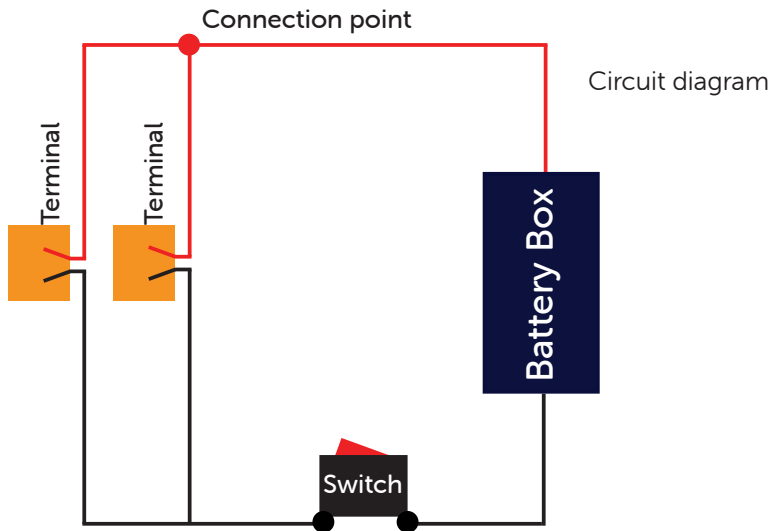 Connection point
Circuit diagram
Terminal
Terminal
Battery Box
Switch